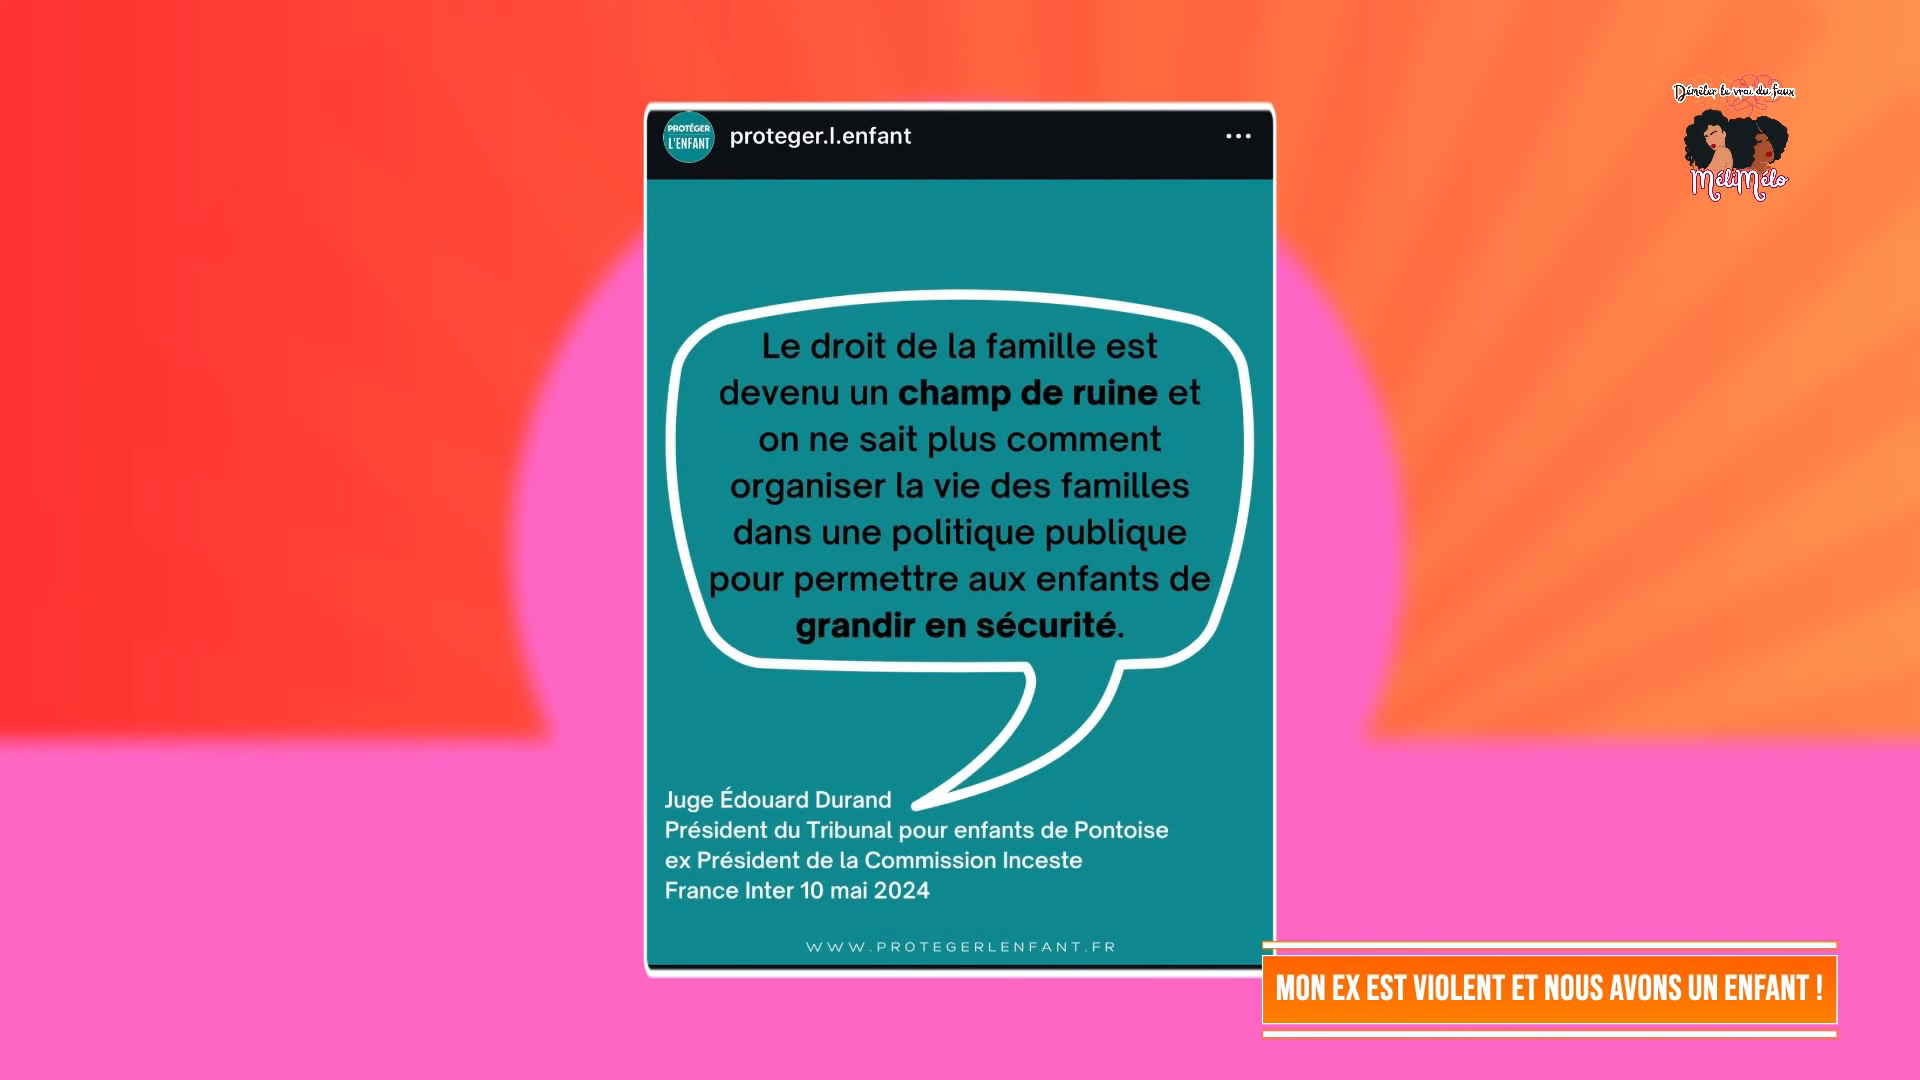 Démêler le vrai du faux
MéliMélo
PROTÉGER
L'ENFANT
proteger.l.enfant
Le droit de la famille est
devenu un champ de ruine et
on ne sait plus comment
organiser la vie des familles
dans une politique publique
pour permettre aux enfants de
grandir en sécurité.
Juge Édouard Durand
Président du Tribunal pour enfants de Pontoise
ex Président de la Commission Inceste
France Inter 10 mai 2024
WWW.PROTEGERLENFANT.FR
MON EX EST VIOLENT ET NOUS AVONS UN ENFANT !